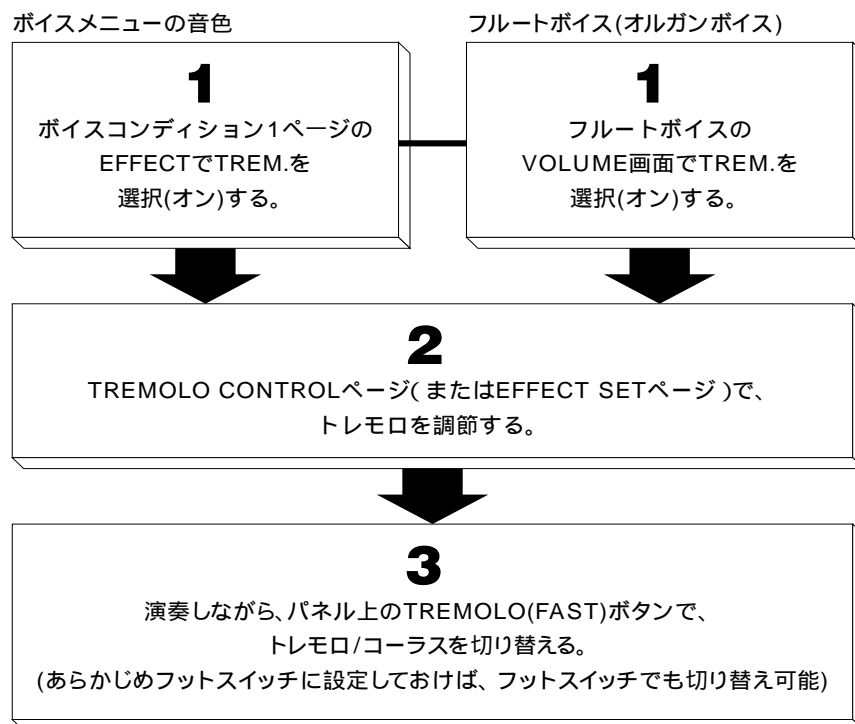 ボイスメニューの音色
1
ボイスコンディション1ページの
EFFECTでTREM.を
選択(オン)する。
フルートボイス(オルガンボイス)
1
フルートボイスの
VOLUME画面でTREM.を
選択(オン)する。
2
TREMOLO CONTROLページ(またはEFFECT SETページ)で、
トレモロを調節する。
3
演奏しながら、パネル上のTREMOLO(FAST)ボタンで、
トレモロ/コーラスを切り替える。
(あらかじめフットスイッチに設定しておけば、フットスイッチでも切り替え可能)